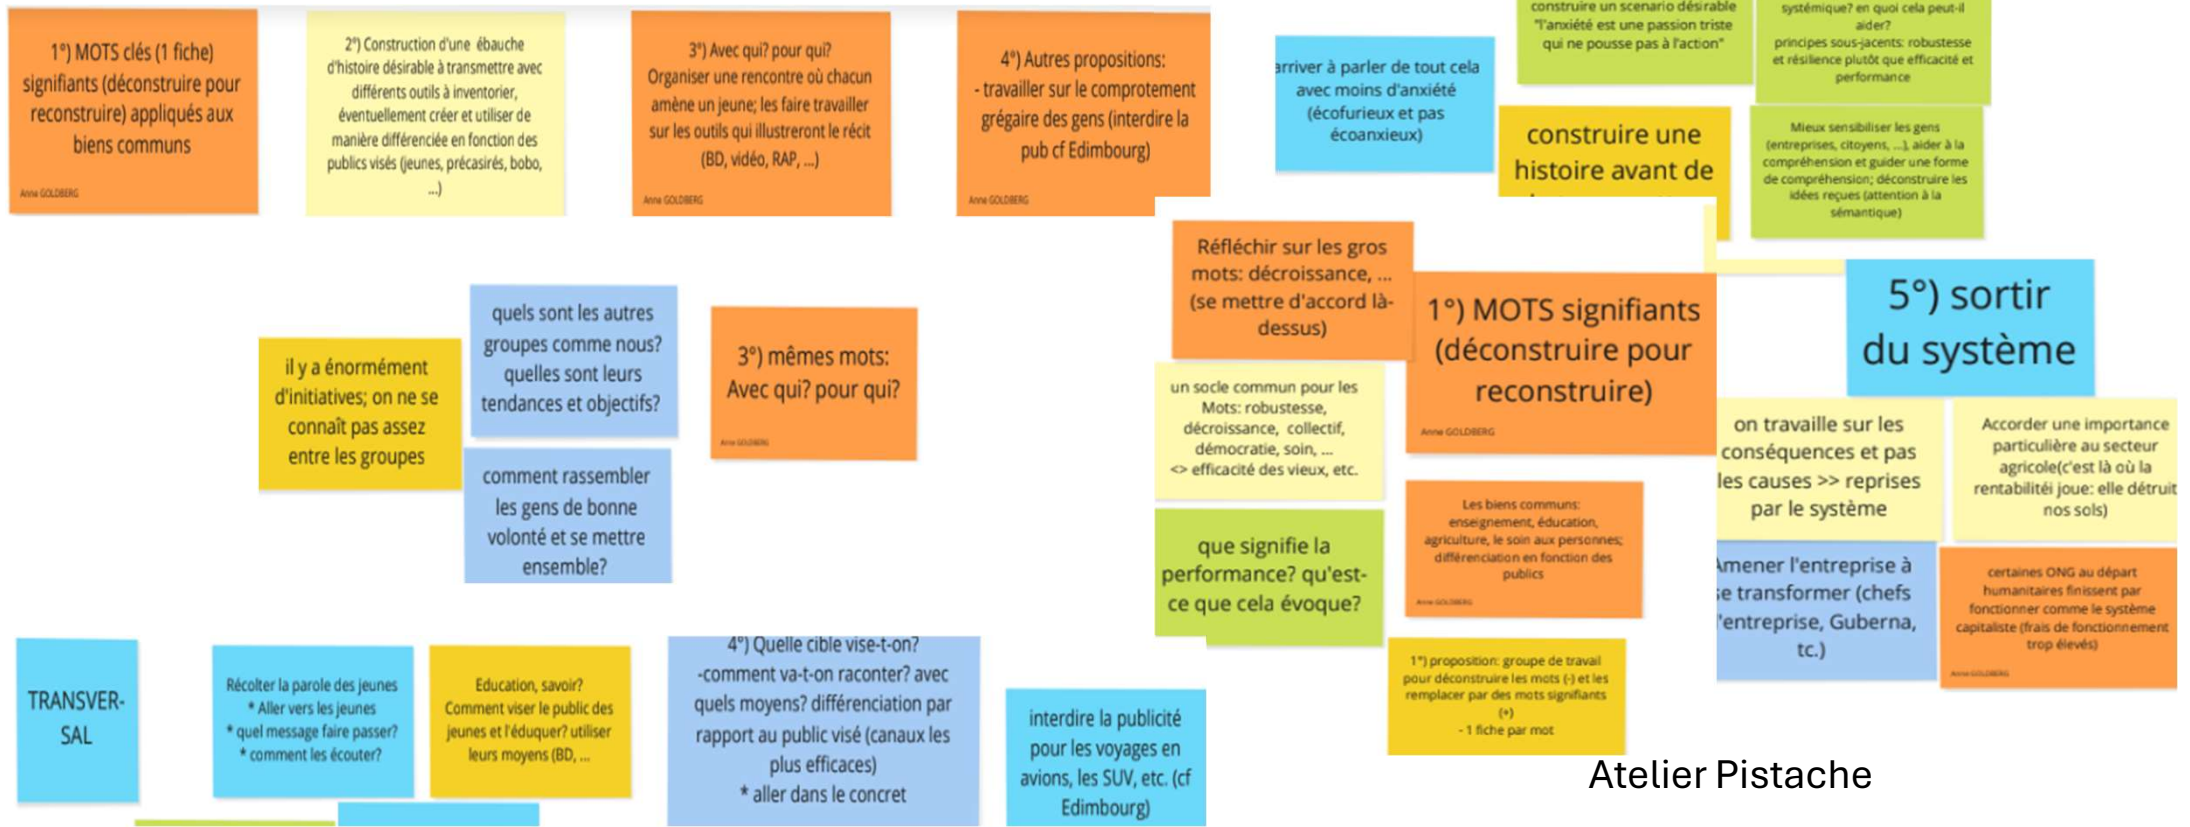 1°) MOTS clés (1 fiche)
signifiants (déconstruire pour
reconstruire) appliqués aux
biens communs
Anne GOLDBERG
2°) Construction d'une ébauche
d'histoire désirable à transmettre avec
différents outils à inventorier,
éventuellement créer et utiliser de
manière différenciée en fonction des
publics visés (jeunes, précasirés, bobo,
...)
3°) Avec qui? pour qui?
Organiser une rencontre où chacun
amène un jeune; les faire travailler
sur les outils qui illustreront le récit
(BD, vidéo, RAP, ...)
Anne GOLDBERG
4°) Autres propositions:
- travailler sur le comprotement
grégaire des gens (interdire la
pub cf Edimbourg)
Anne GOLDBERG
arriver à parler de tout cela
avec moins d'anxiété
(écofurieux et pas
écoanxieux)
construire un scenario désirable
"l'anxiété est une passion triste
qui ne pousse pas à l'action"
systémique? en quoi cela peut-il
aider?
principes sous-jacents: robustesse
et résilience plutôt que efficacité et
performance
construire une
histoire avant de
Mieux sensibiliser les gens
(entreprises, citoyens, ...), aider à la
compréhension et guider une forme
de compréhension; déconstruire les
idées reçues (attention à la
sémantique)
il y a énormément
d'initiatives; on ne se
connaît pas assez
entre les groupes
quels sont les autres
groupes comme nous?
quelles sont leurs
tendances et objectifs?
comment rassembler
les gens de bonne
volonté et se mettre
ensemble?
3°) mêmes mots:
Avec qui? pour qui?
Anne GOLDBERG
Réfléchir sur les gros
mots: décroissance, ...
(se mettre d'accord là-
dessus)
1°) MOTS signifiants
(déconstruire pour
reconstruire)
Anne GOLDBERG
un socle commun pour les
Mots: robustesse,
décroissance, collectif,
démocratie, soin, ...
<> efficacité des vieux, etc.
que signifie la
performance? qu'est-
ce que cela évoque?
Les biens communs:
enseignement, éducation,
agriculture, le soin aux personnes;
différenciation en fonction des
publics
Anne GOLDBERG
1°) proposition: groupe de travail
pour déconstruire les mots (-) et les
remplacer par des mots signifiants
(+)
- 1 fiche par mot
5°) sortir
du système
on travaille sur les
conséquences et pas
les causes >> reprises
par le système
Accorder une importance
particulière au secteur
agricole(c'est là où la
rentabilitéi joue: elle détruit
nos sols)
Amener l'entreprise à
se transformer (chefs
d'entreprise, Guberna,
tc.)
certaines ONG au départ
humanitaires finissent par
fonctionner comme le système
capitaliste (frais de fonctionnement
trop élevés)
Anne GOLDBERG
TRANSVER-
SAL
Récolter la parole des jeunes
* Aller vers les jeunes
* quel message faire passer?
* comment les écouter?
Education, savoir?
Comment viser le public des
jeunes et l'éduquer? utiliser
leurs moyens (BD, ...
4°) Quelle cible vise-t-on?
-comment va-t-on raconter? avec
quels moyens? différenciation par
rapport au public visé (canaux les
plus efficaces)
* aller dans le concret
interdire la publicité
pour les voyages en
avions, les SUV, etc. (cf
Edimbourg)
Atelier Pistache